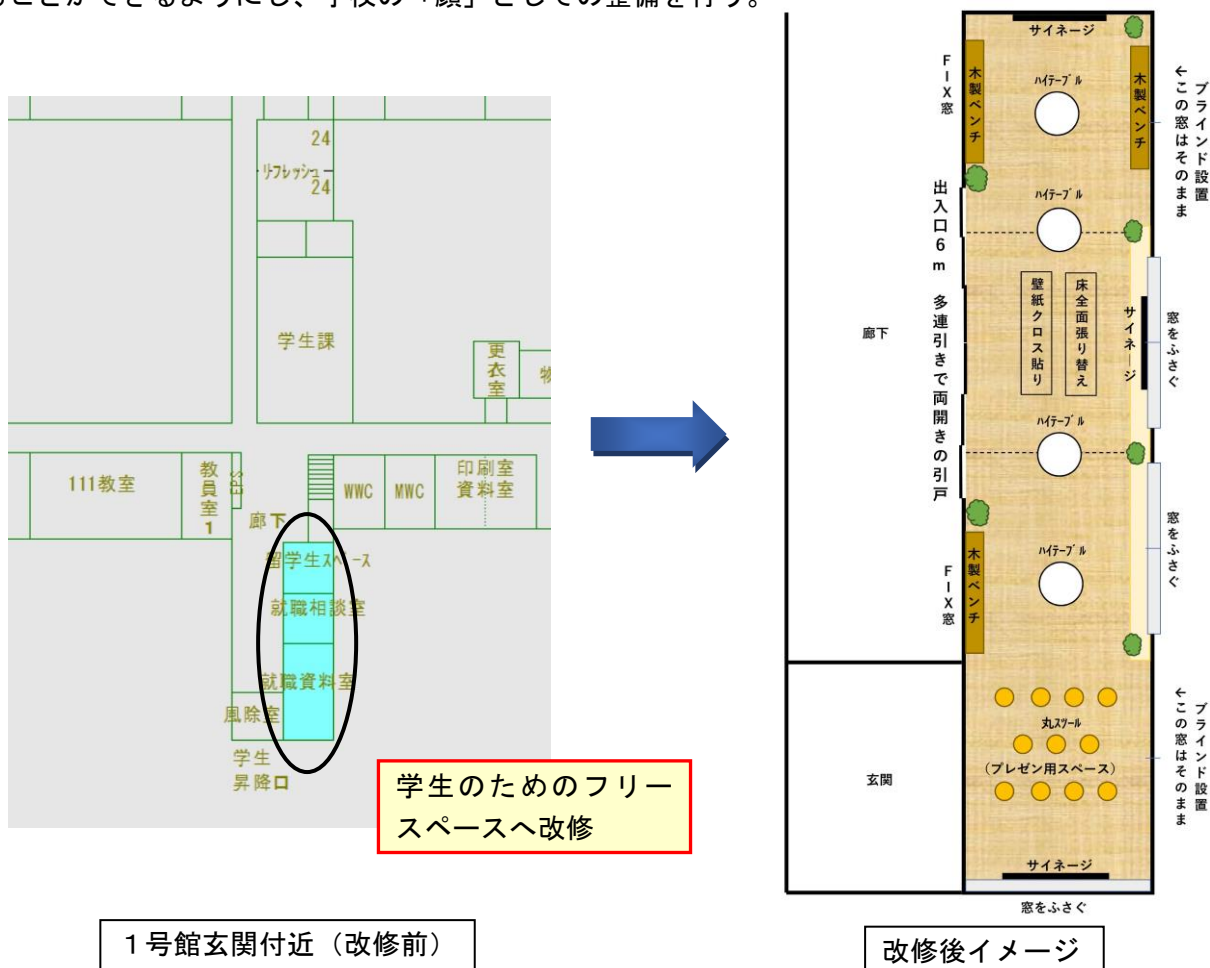 ことができるようにし、学校の「顔」としての整備を行う。
24
リフレッシュ
24
学生課
更衣室
物
111教室
教員室1
EPS
廊下
WWC
MWC
印刷室
資料室
留学生スペース
就職相談室
就職資料室
風除室
学生
昇降口
学生のためのフリー
スペースへ改修
1号館玄関付近（改修前）
サイネージ
FIX窓
木製ベンチ
ハイテーブル
木製ベンチ
ブラインド設置
←この窓はそのまま
出入口6m 多連引きで両開きの引戸
ハイテーブル
廊下
壁紙クロス貼り
床全面張り替え
サイネージ
窓をふさぐ
ハイテーブル
窓をふさぐ
FIX窓
木製ベンチ
ハイテーブル
丸スツール
（プレゼン用スペース）
ブラインド設置
←この窓はそのまま
玄関
サイネージ
窓をふさぐ
改修後イメージ